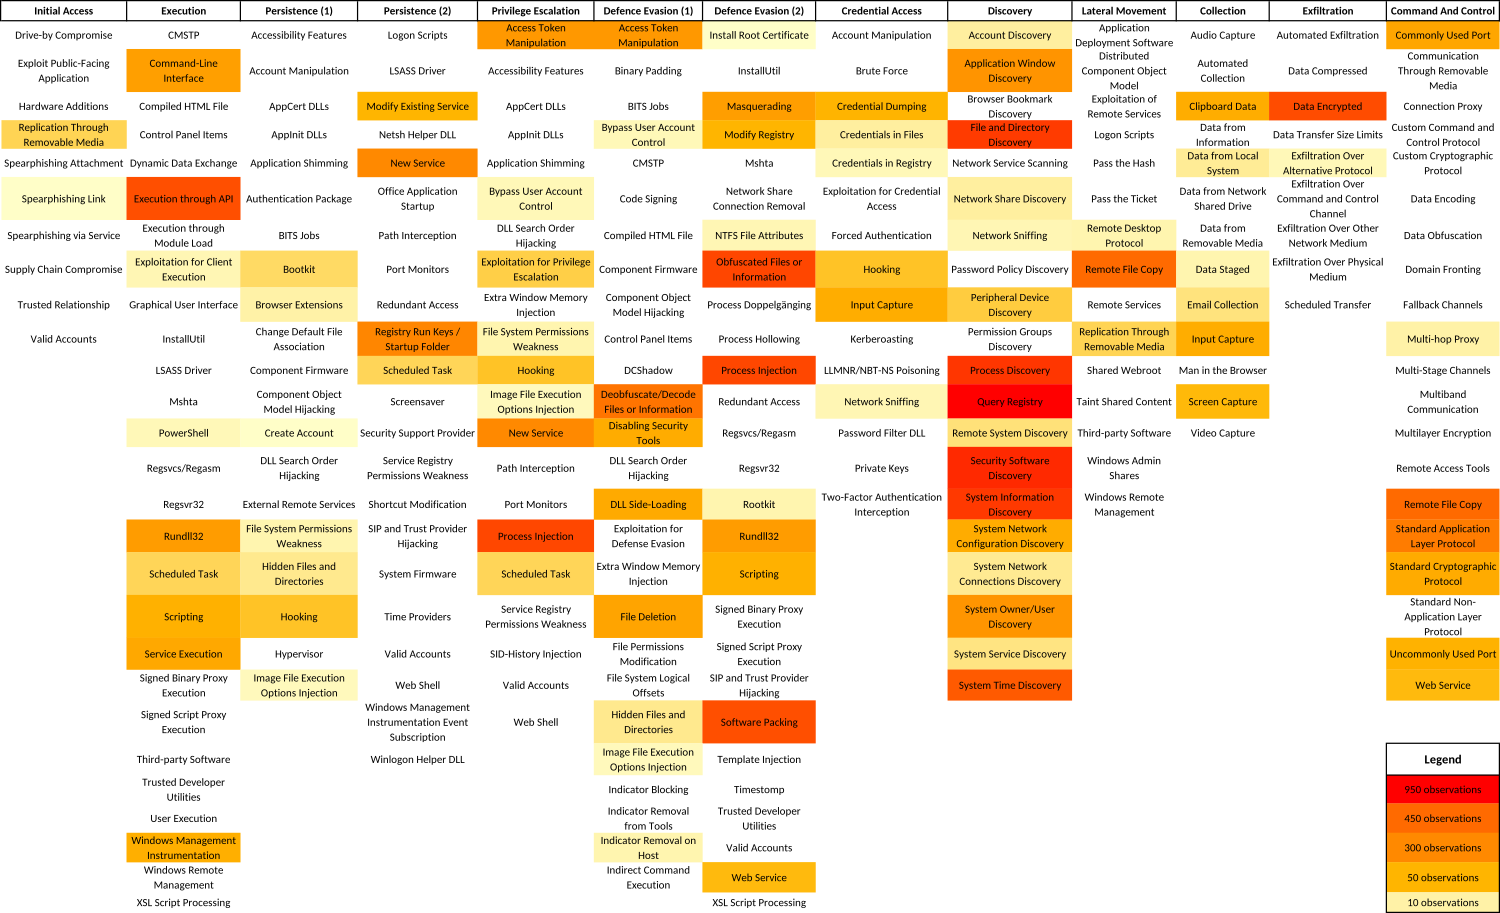 Initial Access
Drive-by Compromise
Exploit Public-Facing
Application
Hardware Additions
Replication Through
Removable Media
Spearphishing Attachment
Spearphishing Link
Spearphishing via Service
Supply Chain Compromise
Trusted Relationship
Valid Accounts
Execution
CMSTP
Command-Line
Interface
Compiled HTML File
Control Panel Items
Dynamic Data Exchange
Execution through API
Execution through
Module Load
Exploitation for Client
Execution
Graphical User Interface
InstallUtil
LSASS Driver
Mshta
PowerShell
Regsvcs/Regasm
Regsvr32
Rundll32
Scheduled Task
Scripting
Service Execution
Signed Binary Proxy
Execution
Signed Script Proxy
Execution
Third-party Software
Trusted Developer
Utilities
User Execution
Windows Management
Instrumentation
Windows Remote
Management
XSL Script Processing
Persistence (1)
Accessibility Features
Account Manipulation
AppCert DLLs
AppInit DLLs
Application Shimming
Authentication Package
BITS Jobs
Bootkit
Browser Extensions
Change Default File
Association
Component Firmware
Component Object
Model Hijacking
Create Account
DLL Search Order
Hijacking
External Remote Services
File System Permissions
Weakness
Hidden Files and
Directories
Hooking
Hypervisor
Image File Execution
Options Injection
Persistence (2)
Logon Scripts
LSASS Driver
Modify Existing Service
Netsh Helper DLL
New Service
Office Application
Startup
Path Interception
Port Monitors
Redundant Access
Registry Run Keys /
Startup Folder
Scheduled Task
Screensaver
Security Support Provider
Service Registry
Permissions Weakness
Shortcut Modification
SIP and Trust Provider
Hijacking
System Firmware
Time Providers
Valid Accounts
Web Shell
Windows Management
Instrumentation Event
Subscription
Winlogon Helper DLL
Privilege Escalation
Access Token
Manipulation
Accessibility Features
AppCert DLLs
AppInit DLLs
Application Shimming
Bypass User Account
Control
DLL Search Order
Hijacking
Exploitation for Privilege
Escalation
Extra Window Memory
Injection
File System Permissions
Weakness
Hooking
Image File Execution
Options Injection
New Service
Path Interception
Port Monitors
Process Injection
Scheduled Task
Service Registry
Permissions Weakness
SID-History Injection
Valid Accounts
Web Shell
Defence Evasion (1)
Access Token
Manipulation
Binary Padding
BITS Jobs
Bypass User Account
Control
CMSTP
Code Signing
Compiled HTML File
Component Firmware
Component Object
Model Hijacking
Control Panel Items
DCShadow
Deobfuscate/Decode
Files or Information
Disabling Security
Tools
DLL Search Order
Hijacking
DLL Side-Loading
Exploitation for
Defense Evasion
Extra Window Memory
Injection
File Deletion
File Permissions
Modification
File System Logical
Offsets
Hidden Files and
Directories
Image File Execution
Options Injection
Indicator Blocking
Indicator Removal
from Tools
Indicator Removal on
Host
Indirect Command
Execution
Defence Evasion (2)
Install Root Certificate
InstallUtil
Masquerading
Modify Registry
Mshta
Network Share
Connection Removal
NTFS File Attributes
Obfuscated Files or
Information
Process Doppelgänging
Process Hollowing
Process Injection
Redundant Access
Regsvcs/Regasm
Regsvr32
Rootkit
Rundll32
Scripting
Signed Binary Proxy
Execution
Signed Script Proxy
Execution
SIP and Trust Provider
Hijacking
Software Packing
Template Injection
Timestomp
Trusted Developer
Utilities
Valid Accounts
Web Service
XSL Script Processing
Credential Access
Account Manipulation
Brute Force
Credential Dumping
Credentials in Files
Credentials in Registry
Exploitation for Credential
Access
Forced Authentication
Hooking
Input Capture
Kerberoasting
LLMNR/NBT-NS Poisoning
Network Sniffing
Password Filter DLL
Private Keys
Two-Factor Authentication
Interception
Discovery
Account Discovery
Application Window
Discovery
Browser Bookmark
Discovery
File and Directory
Discovery
Network Service Scanning
Network Share Discovery
Network Sniffing
Password Policy Discovery
Peripheral Device
Discovery
Permission Groups
Discovery
Process Discovery
Query Registry
Remote System Discovery
Security Software
Discovery
System Information
Discovery
System Network
Configuration Discovery
System Network
Connections Discovery
System Owner/User
Discovery
System Service Discovery
System Time Discovery
Lateral Movement
Application
Deployment Software
Distributed
Component Object
Model
Exploitation of
Remote Services
Logon Scripts
Pass the Hash
Pass the Ticket
Remote Desktop
Protocol
Remote File Copy
Remote Services
Replication Through
Removable Media
Shared Webroot
Taint Shared Content
Third-party Software
Windows Admin
Shares
Windows Remote
Management
Collection
Audio Capture
Automated
Collection
Clipboard Data
Data from
Information
Data from Local
System
Data from Network
Shared Drive
Data from
Removable Media
Data Staged
Email Collection
Input Capture
Man in the Browser
Screen Capture
Video Capture
Exfiltration
Automated Exfiltration
Data Compressed
Data Encrypted
Data Transfer Size Limits
Exfiltration Over
Alternative Protocol
Exfiltration Over
Command and Control
Channel
Exfiltration Over Other
Network Medium
Exfiltration Over Physical
Medium
Scheduled Transfer
Command And Control
Commonly Used Port
Communication
Through Removable
Media
Connection Proxy
Custom Command and
Control Protocol
Custom Cryptographic
Protocol
Data Encoding
Data Obfuscation
Domain Fronting
Fallback Channels
Multi-hop Proxy
Multi-Stage Channels
Multiband
Communication
Multilayer Encryption
Remote Access Tools
Remote File Copy
Standard Application
Layer Protocol
Standard Cryptographic
Protocol
Standard Non-
Application Layer
Protocol
Uncommonly Used Port
Web Service
Legend
950 observations
450 observations
300 observations
50 observations
10 observations